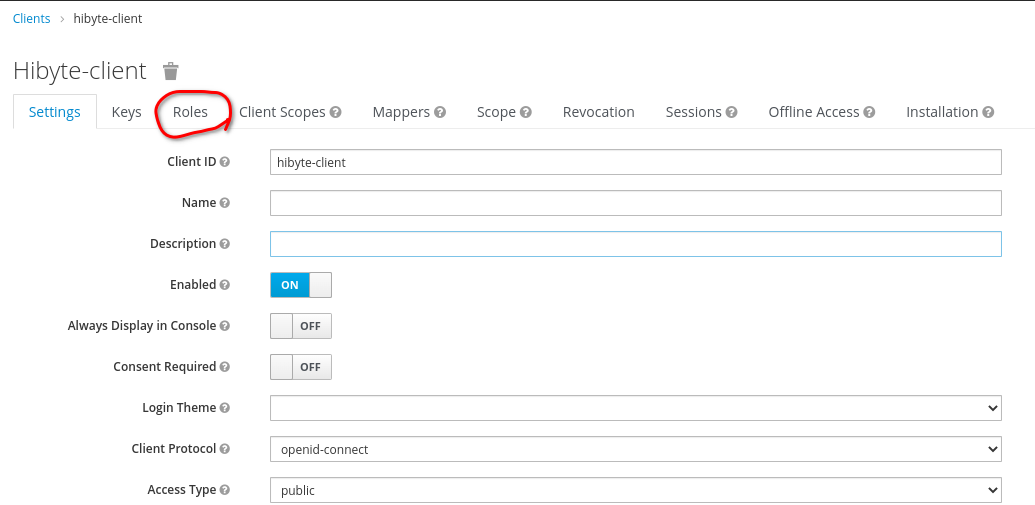 Clients › hibyte-client
Hibyte-client
Settings Keys Roles Client Scopes Mappers Scope Revocation Sessions Offline Access Installation
Client ID hibyte-client
Name
Description
Enabled ON
Always Display in Console OFF
Consent Required OFF
Login Theme
Client Protocol openid-connect
Access Type public